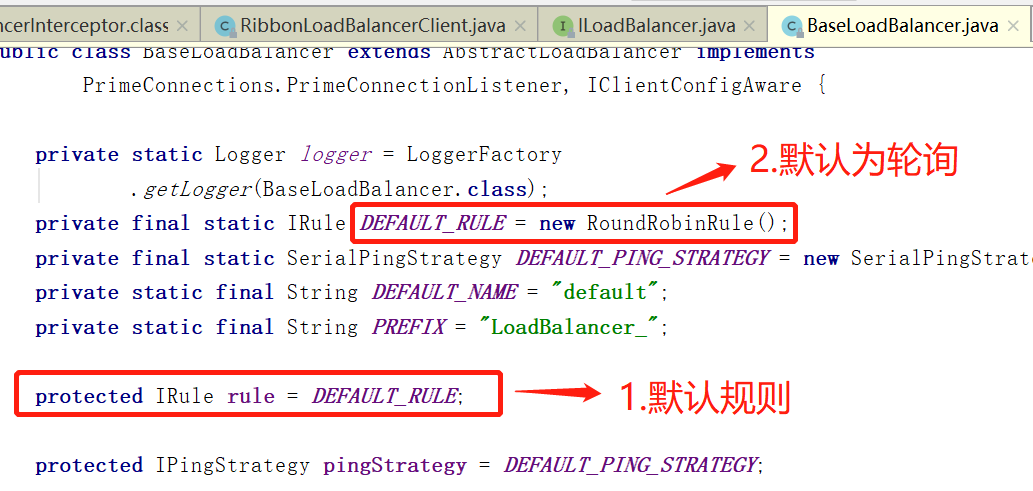 ncerInterceptor.class RibbonLoadBalancerClient.java ILoadBalancer.java BaseLoadBalancer.java
ublic class BaseLoadBalancer extends AbstractLoadBalancer implements
PrimeConnections.PrimeConnectionListener, IClientConfigAware {
private static Logger logger = LoggerFactory
2.默认为轮询
.getLogger(BaseLoadBalancer.class);
private final static IRule DEFAULT_RULE = new RoundRobinRule();
private final static SerialPingStrategy DEFAULT_PING_STRATEGY = new SerialPingStrate
private static final String DEFAULT_NAME = "default";
private static final String PREFIX = "LoadBalancer_";
protected IRule rule = DEFAULT_RULE;
1.默认规则
protected IPingStrategy pingStrategy = DEFAULT_PING_STRATEGY;